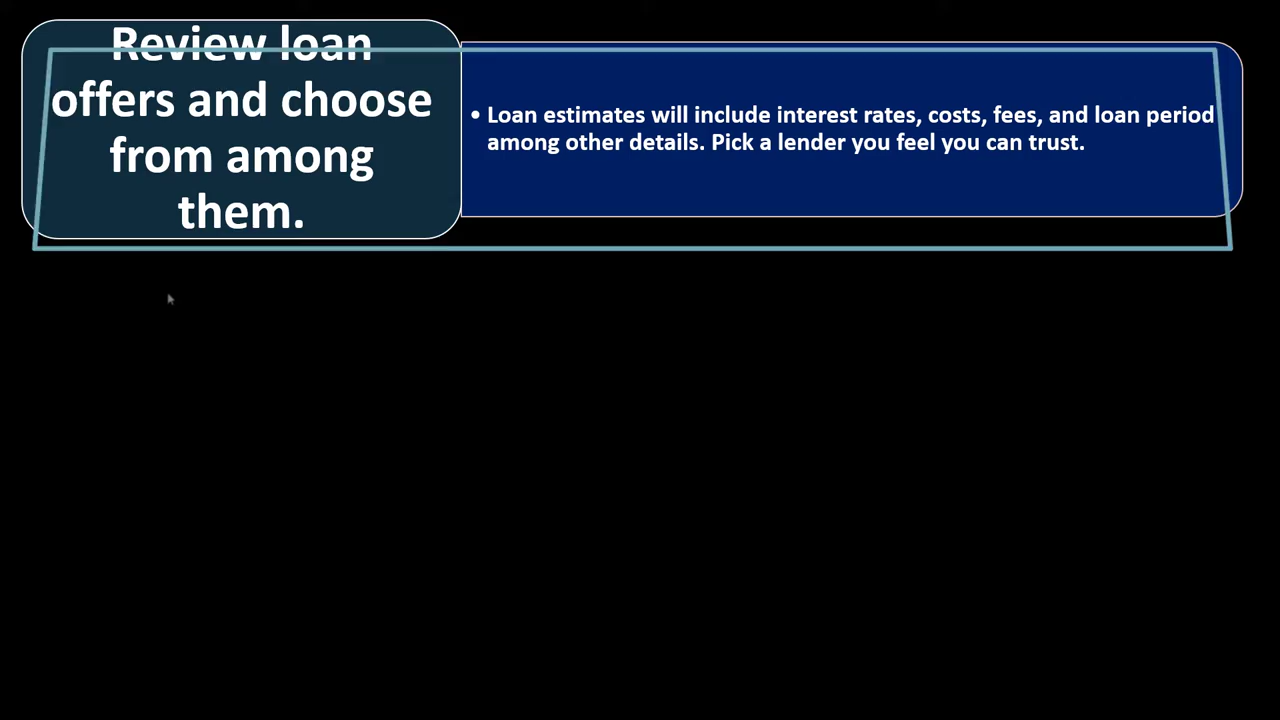 Review loan
offers and choose
from among
them.
• Loan estimates will include interest rates, costs, fees, and loan period
among other details. Pick a lender you feel you can trust.